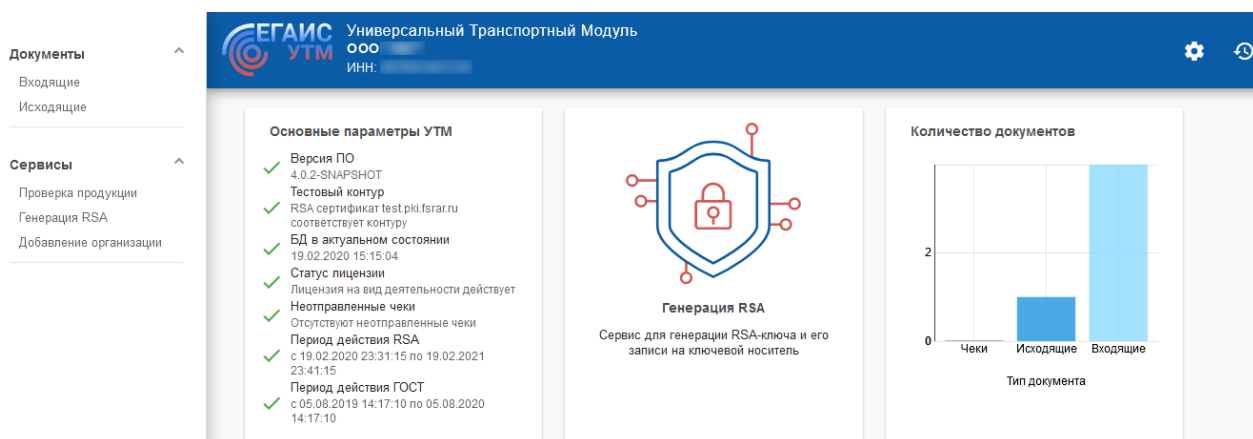 Документы
Входящие
Исходящие
Сервисы
Проверка продукции
Генерация RSA
Добавление организации
ЕГАИС
УТМ
Универсальный Транспортный Модуль
ООО
ИНН:
Основные параметры УТМ
Версия ПО
4.0.2-SNAPSHOT
Тестовый контур
RSA сертификат test.pki.fsrar.ru
соответствует контуру
БД в актуальном состоянии
19.02.2020 15:15:04
Статус лицензии
Лицензия на вид деятельности действует
Неотправленные чеки
Отсутствуют неотправленные чеки
Период действия RSA
с 19.02.2020 23:31:15 по 19.02.2021
23:41:15
Период действия ГОСТ
с 05.08.2019 14:17:10 по 05.08.2020
14:17:10
Генерация RSA
Сервис для генерации RSA-ключа и его
записи на ключевой носитель
Количество документов
2
0
Чеки Исходящие Входящие
Тип документа